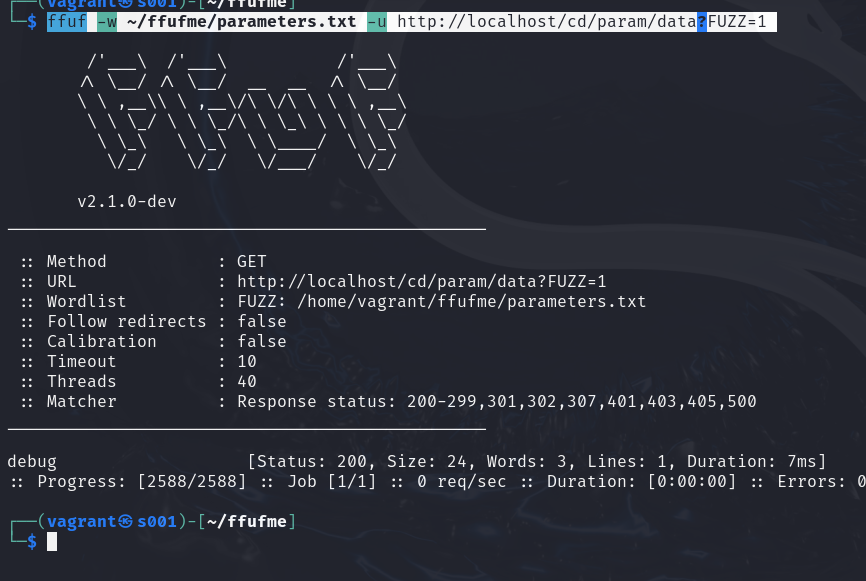 ┌──(vagrant㉿s001)-[~/ffufme]
└─$ ffuf -w ~/ffufme/parameters.txt -u http://localhost/cd/param/data?FUZZ=1

        /'___\  /'___\           /'___\
       /\ \__/ /\ \__/  __  __  /\ \__/
       \ \ ,__\\ \ ,__\/\ \/\ \ \ \ ,__\
        \ \ \_/ \ \ \_/\ \ \_\ \ \ \ \_/
         \ \_\   \ \_\  \ \____/  \ \_\
          \/_/    \/_/   \/___/    \/_/

       v2.1.0-dev
________________________________________________

 :: Method           : GET
 :: URL              : http://localhost/cd/param/data?FUZZ=1
 :: Wordlist         : FUZZ: /home/vagrant/ffufme/parameters.txt
 :: Follow redirects : false
 :: Calibration      : false
 :: Timeout          : 10
 :: Threads          : 40
 :: Matcher          : Response status: 200-299,301,302,307,401,403,405,500
________________________________________________

debug                   [Status: 200, Size: 24, Words: 3, Lines: 1, Duration: 7ms]
:: Progress: [2588/2588] :: Job [1/1] :: 0 req/sec :: Duration: [0:00:00] :: Errors: 0

┌──(vagrant㉿s001)-[~/ffufme]
└─$